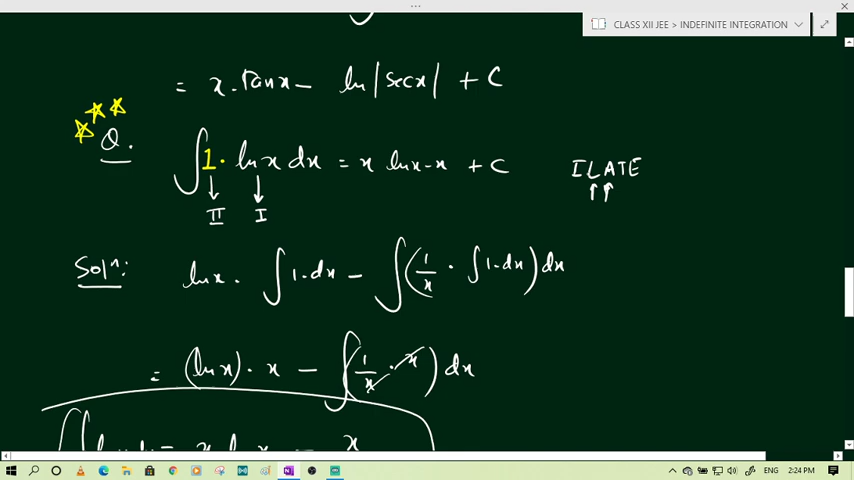 CLASS XII JEE > INDEFINITE INTEGRATION
= x. tanx - ln|secx| + C
Q. ∫1· lnx dx = x lnx-x + C
ILATE
II I
Soln: lnx· ∫1·dx - ∫(1/x · ∫1·dx)dx
= (lnx)· x - ∫(1/x · x) dx
ENG 2:24 PM